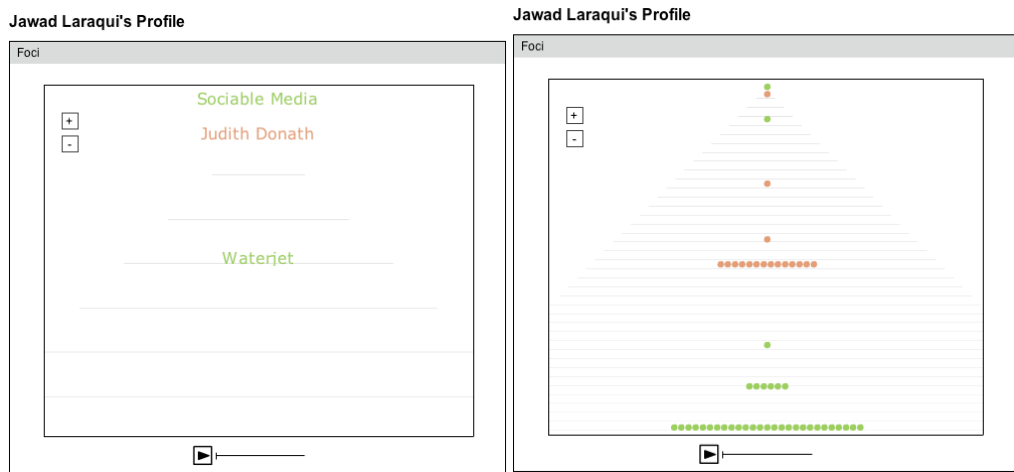 Jawad Laraqui's Profile
Foci
Sociable Media
+
Judith Donath
-
Waterjet
Jawad Laraqui's Profile
Foci
+
-